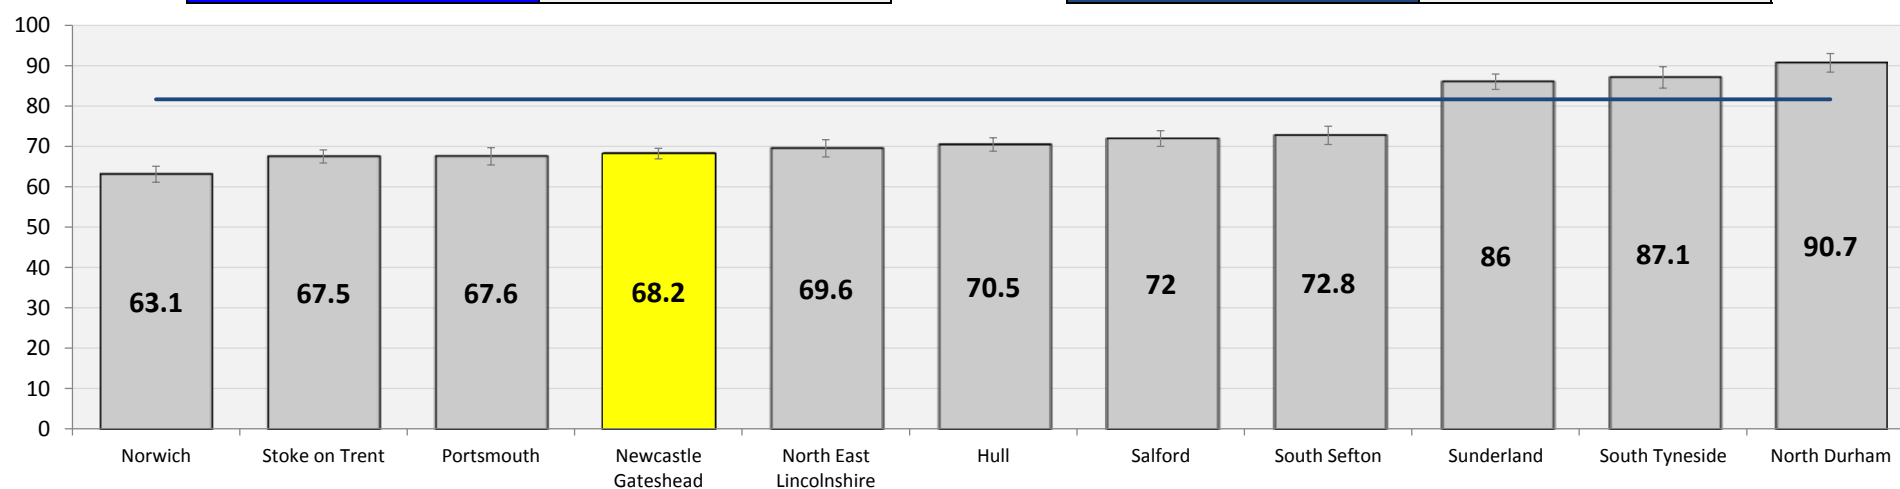 100
90
80
70
60
50
40
30
20
10
0
63.1
67.5
67.6
68.2
69.6
70.5
72
72.8
86
87.1
90.7
Norwich
Stoke on Trent
Portsmouth
Newcastle
Gateshead
North East
Lincolnshire
Hull
Salford
South Sefton
Sunderland
South Tyneside
North Durham